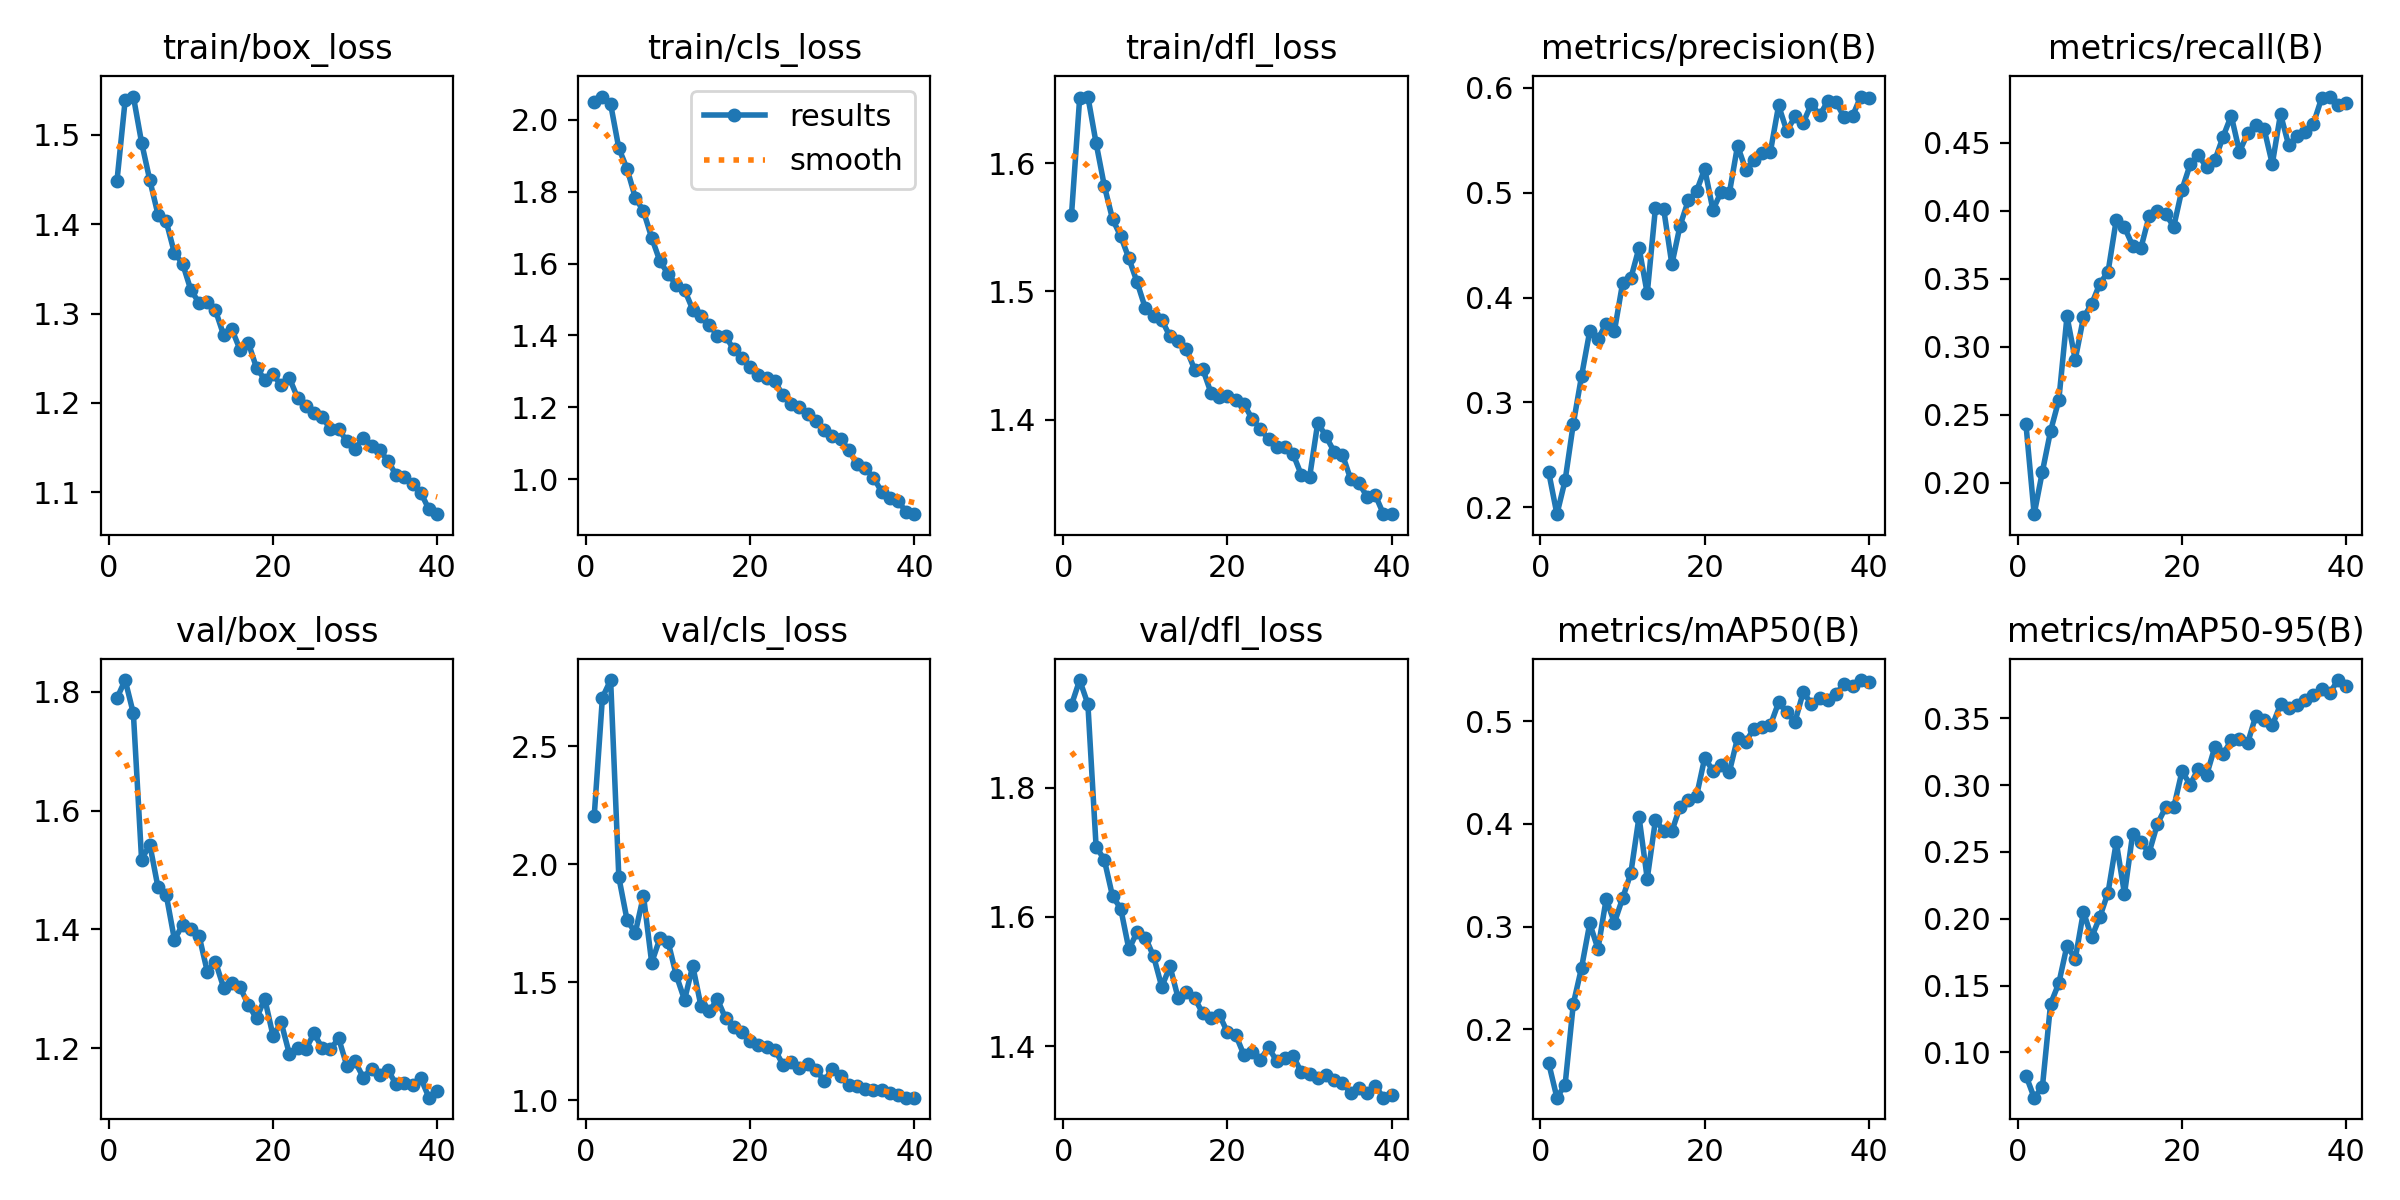 train/box_loss
1.5
1.4
1.3
1.2
1.1
0 20 40
train/cls_loss
results
smooth
2.0
1.8
1.6
1.4
1.2
1.0
0 20 40
train/dfl_loss
1.6
1.5
1.4
0 20 40
metrics/precision(B)
0.6
0.5
0.4
0.3
0.2
0 20 40
metrics/recall(B)
0.45
0.40
0.35
0.30
0.25
0.20
0 20 40
val/box_loss
1.8
1.6
1.4
1.2
0 20 40
val/cls_loss
2.5
2.0
1.5
1.0
0 20 40
val/dfl_loss
1.8
1.6
1.4
0 20 40
metrics/mAP50(B)
0.5
0.4
0.3
0.2
0 20 40
metrics/mAP50-95(B)
0.35
0.30
0.25
0.20
0.15
0.10
0 20 40